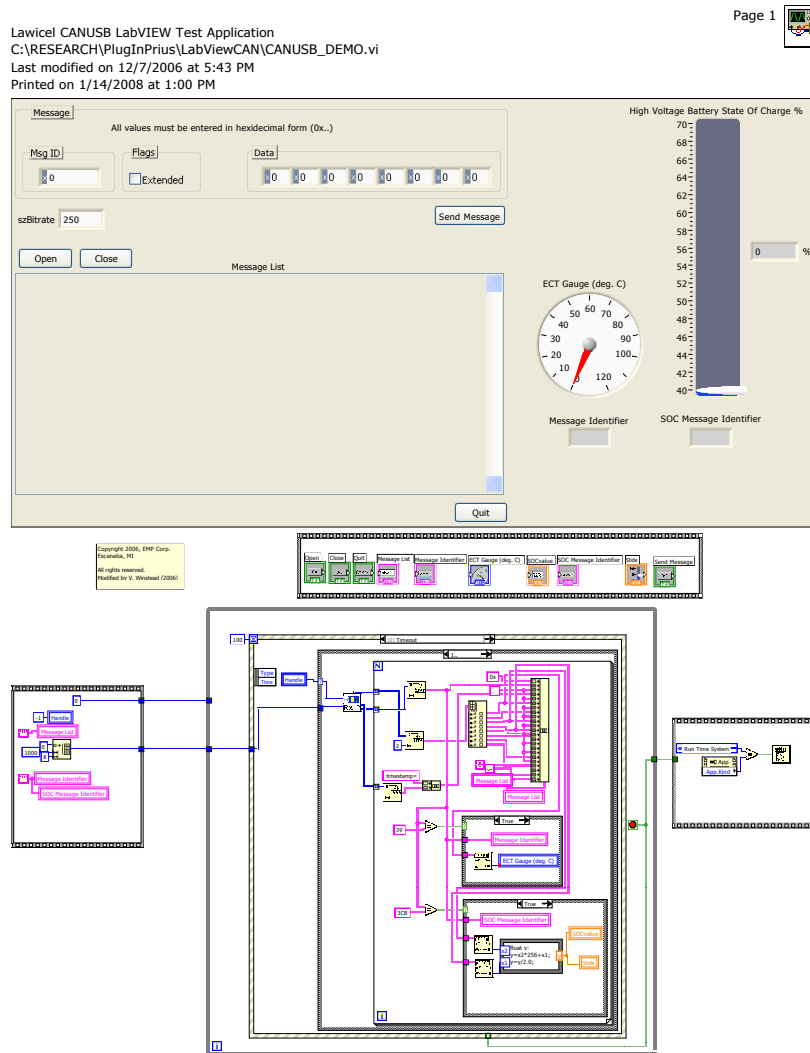 Page 1
Lawicel CANUSB LabVIEW Test Application
C:\RESEARCH\PlugInPrius\LabViewCAN\CANUSB_DEMO.vi
Last modified on 12/7/2006 at 5:43 PM
Printed on 1/14/2008 at 1:00 PM
Message
All values must be entered in hexidecimal form (0x..)
Msg ID
Flags
Data
x 0
Extended
x 0 x 0 x 0 x 0 x 0 x 0 x 0 x 0
szBitrate 250
Send Message
Open Close
Message List
Quit
High Voltage Battery State Of Charge %
70
68
66
64
62
60
58
56
54
52
50
48
46
44
42
40
0 %
ECT Gauge (deg. C)
0 10 20 30 40 50 60 70 80 90 100 120
Message Identifier
SOC Message Identifier
Copyright 2006, EMP Corp.
Escanaba, MI
All rights reserved.
Modified by V. Winstead (2006)
Open Close Quit Message List Message Identifier ECT Gauge (deg. C) SOCvalue SOC Message Identifier Slide Send Message
100
Timeout
1..
Type
Time
Handle
N
RX
0x
2
timestamp=
Message List
Message List
39
True
Message Identifier
ECT Gauge (deg. C)
3CB
True
SOC Message Identifier
x2
x1
float v:
y=x2*256+x1;
y=y/2.0;
SOCvalue
Slide
i
i
0
-1 Handle
Message List
0
1000
8
Message Identifier
SOC Message Identifier
Run Time System
App
App.Kind